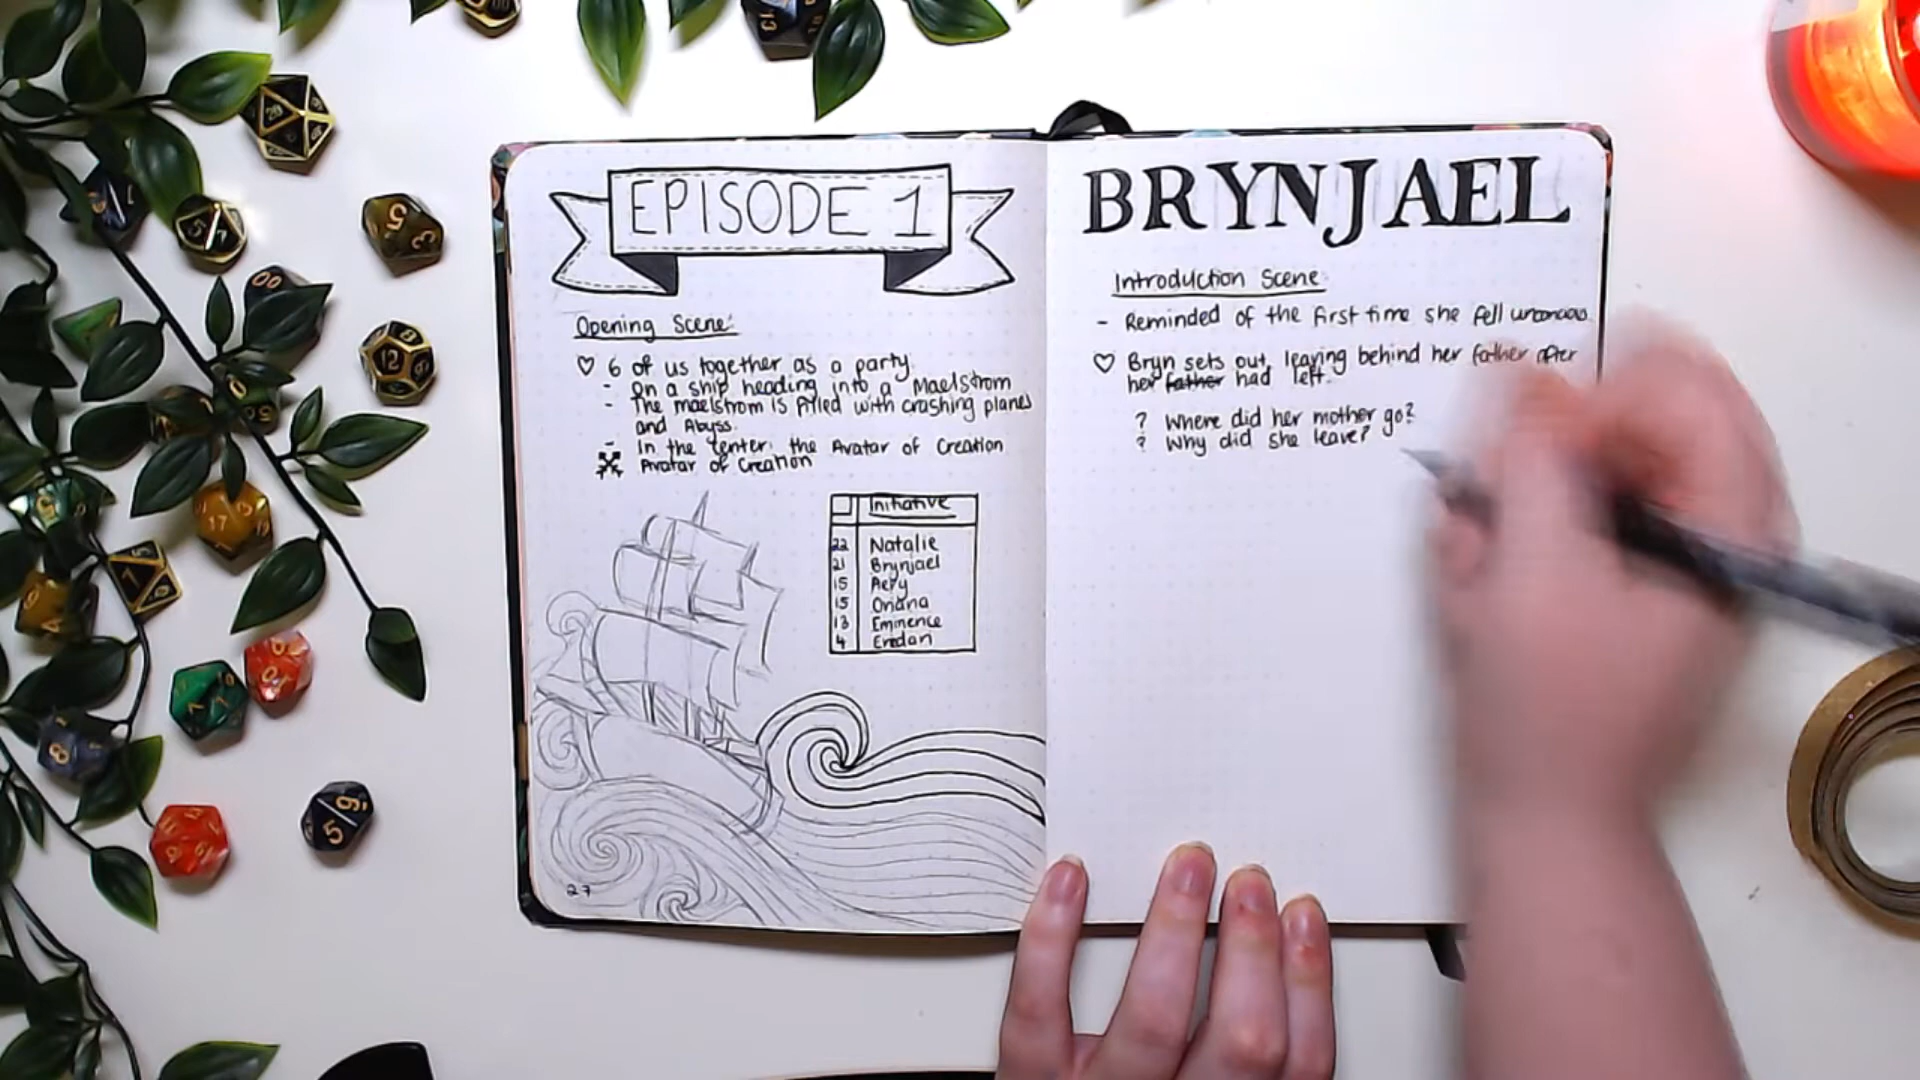 EPISODE 1
Opening Scene:
♡ 6 of us together as a party
- On a ship heading into a Maelstrom
- The maelstrom is filled with crashing planes
and Abyss.
- In the center: the Avatar of Creation
Avatar of Creation
Initiative
22 Natalie
21 Brynjael
15 Aery
15
13 Eminence
4
27
BRYNJAEL
Introduction Scene:
- Reminded of the first time she fell
♡ Bryn sets out, leaving behind her father after
her father had left.
? Where did her mother go?
? Why did she leave?